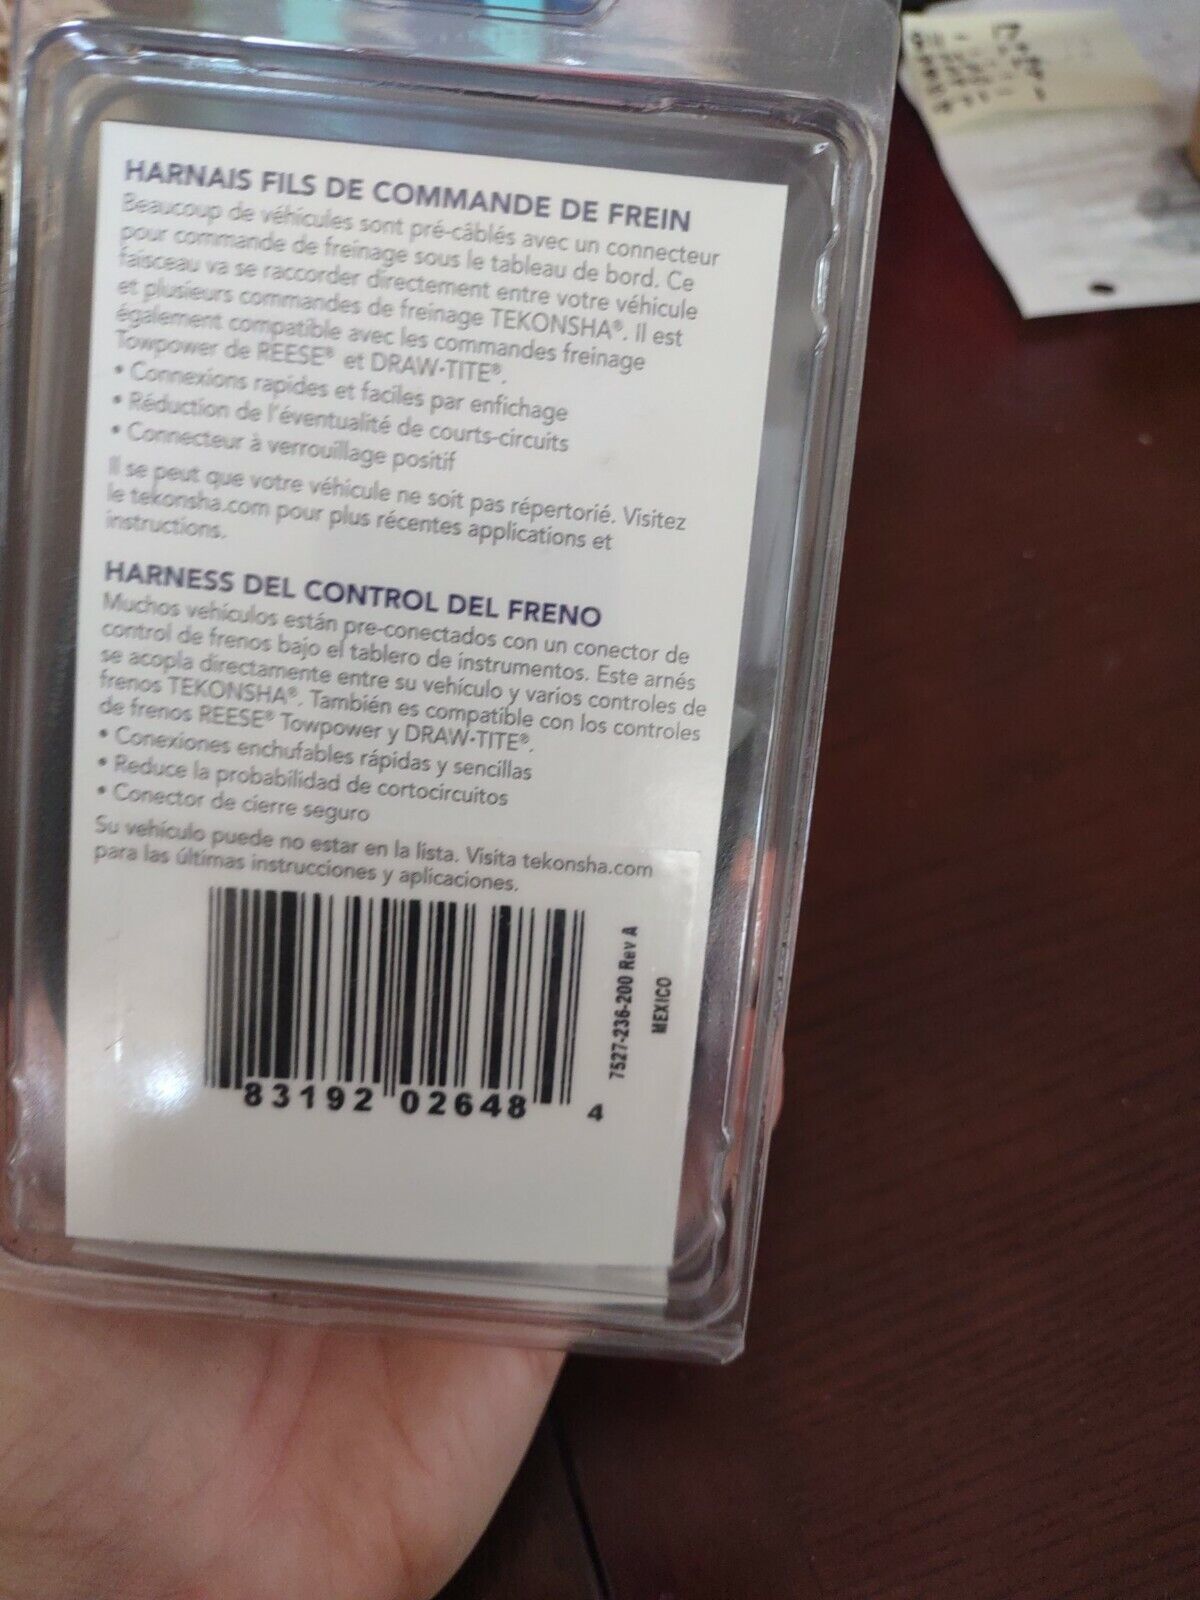 HARNAIS FILS DE COMMANDE DE FREIN
Beaucoup de véhicules sont pré-câblés avec un connecteur
pour commande de freinage sous le tableau de bord. Ce
faisceau va se raccorder directement entre votre véhicule
et plusieurs commandes de freinage TEKONSHA®. Il est
également compatible avec les commandes freinage
Towpower de REESE® et DRAW-TITE®.
• Connexions rapides et faciles par enfichage
• Réduction de l'éventualité de courts-circuits
• Connecteur à verrouillage positif
Il se peut que votre véhicule ne soit pas répertorié. Visitez
le tekonsha.com pour plus récentes applications et
instructions.
HARNESS DEL CONTROL DEL FRENO
Muchos vehículos están pre-conectados con un conector de
control de frenos bajo el tablero de instrumentos. Este arnés
se acopla directamente entre su vehículo y varios controles de
frenos TEKONSHA®. También es compatible con los controles
de frenos REESE® Towpower y DRAW-TITE®.
• Conexiones enchufables rápidas y sencillas
• Reduce la probabilidad de cortocircuitos
• Conector de cierre seguro
Su vehículo puede no estar en la lista. Visita tekonsha.com
para las últimas instrucciones y aplicaciones.
83192 02648 4
7527-236-200 Rev A
MEXICO